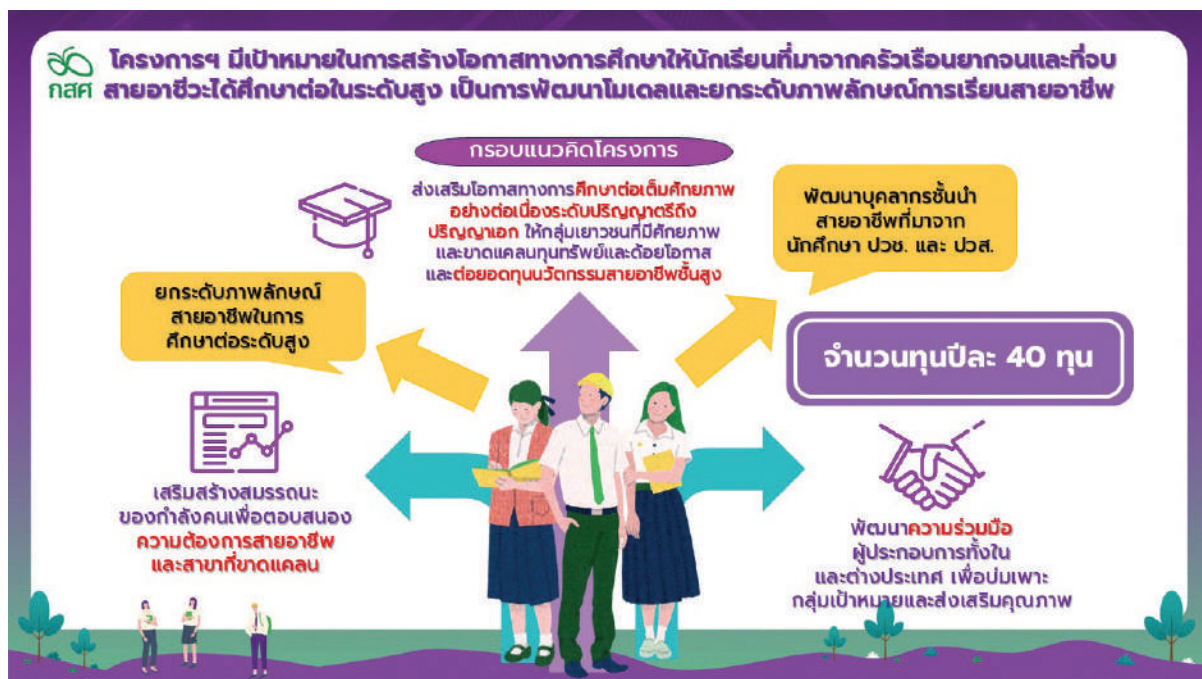 โครงการฯ มีเป้าหมายในการสร้างโอกาสทางการศึกษาให้นักเรียนที่มาจากครัวเรือนยากจนและที่จบ
กสศ
สายอาชีวะได้ศึกษาต่อในระดับสูง เป็นการพัฒนาโมเดลและยกระดับภาพลักษณ์การเรียนสายอาชีพ
กรอบแนวคิดโครงการ
ส่งเสริมโอกาสทางการศึกษาต่อเต็มศักยภาพ
อย่างต่อเนื่องระดับปริญญาตรีถึง
ปริญญาเอก ให้กลุ่มเยาวชนที่มีศักยภาพ
และขาดแคลนทุนทรัพย์และด้อยโอกาส
และต่อยอดทุนนวัตกรรมสายอาชีพชั้นสูง
พัฒนาบุคลากรชั้นนำ
สายอาชีพที่มาจาก
นักศึกษา ปวช. และ ปวส.
ยกระดับภาพลักษณ์
สายอาชีพในการ
ศึกษาต่อระดับสูง
จำนวนทุนปีละ 40 ทุน
เสริมสร้างสมรรถนะ
ของกำลังคนเพื่อตอบสนอง
ความต้องการสายอาชีพ
และสาขาที่ขาดแคลน
พัฒนาความร่วมมือ
ผู้ประกอบการทั้งใน
และต่างประเทศ เพื่อบ่มเพาะ
กลุ่มเป้าหมายและส่งเสริมคุณภาพ